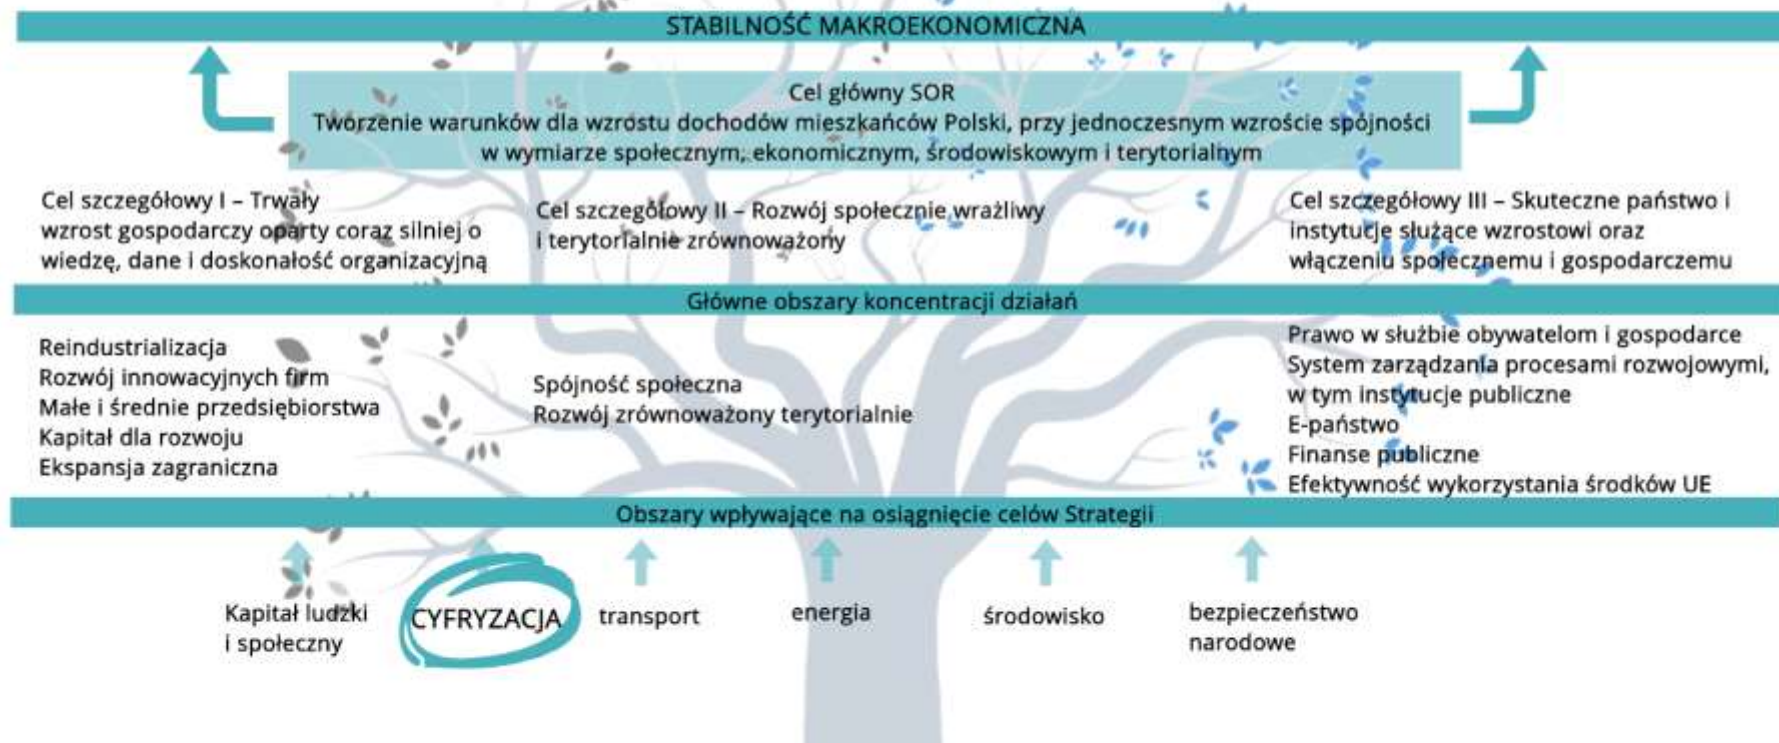 STABILNOŚĆ MAKROEKONOMICZNA
Cel główny SOR
Tworzenie warunków dla wzrostu dochodów mieszkańców Polski, przy jednoczesnym wzroście spójności
w wymiarze społecznym, ekonomicznym, środowiskowym i terytorialnym
Cel szczegółowy I – Trwały
wzrost gospodarczy oparty coraz silniej o
wiedzę, dane i doskonałość organizacyjną
Cel szczegółowy II – Rozwój społecznie wrażliwy
i terytorialnie zrównoważony
Cel szczegółowy III – Skuteczne państwo i
instytucje służące wzrostowi oraz
włączeniu społecznemu i gospodarczemu
Główne obszary koncentracji działań
Reindustrializacja
Rozwój innowacyjnych firm
Małe i średnie przedsiębiorstwa
Kapitał dla rozwoju
Ekspansja zagraniczna
Spójność społeczna
Rozwój zrównoważony terytorialnie
Prawo w służbie obywatelom i gospodarce
System zarządzania procesami rozwojowymi,
w tym instytucje publiczne
E-państwo
Finanse publiczne
Efektywność wykorzystania środków UE
Obszary wpływające na osiągnięcie celów Strategii
Kapitał ludzki
i społeczny
CYFRYZACJA
transport
energia
środowisko
bezpieczeństwo
narodowe